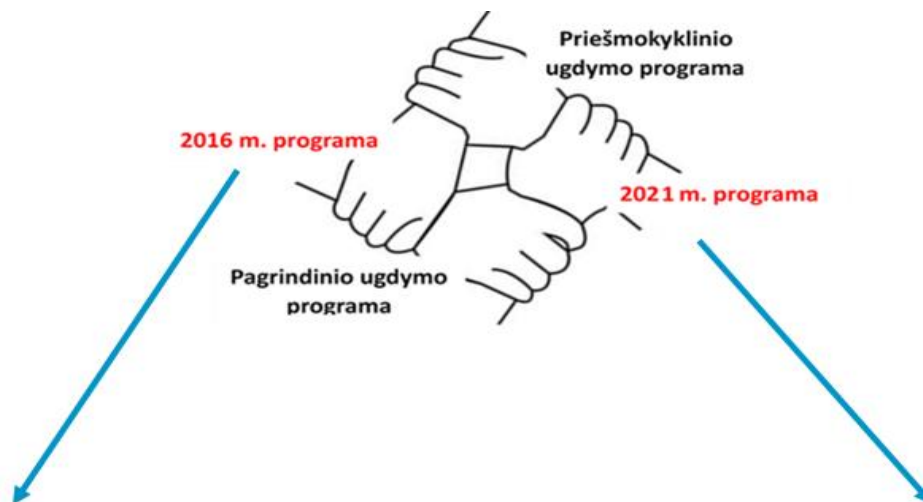 Priešmokyklinio
ugdymo programa
2016 m. programa
2021 m. programa
Pagrindinio ugdymo
programa